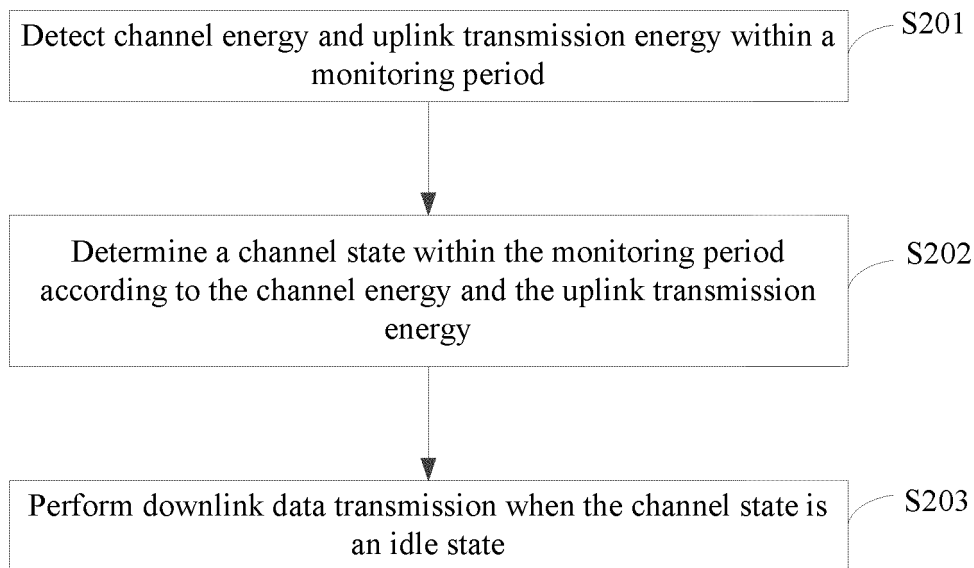 Detect channel energy and uplink transmission energy within a
monitoring period
S201
Determine a channel state within the monitoring period
according to the channel energy and the uplink transmission
energy
S202
Perform downlink data transmission when the channel state is
an idle state
S203